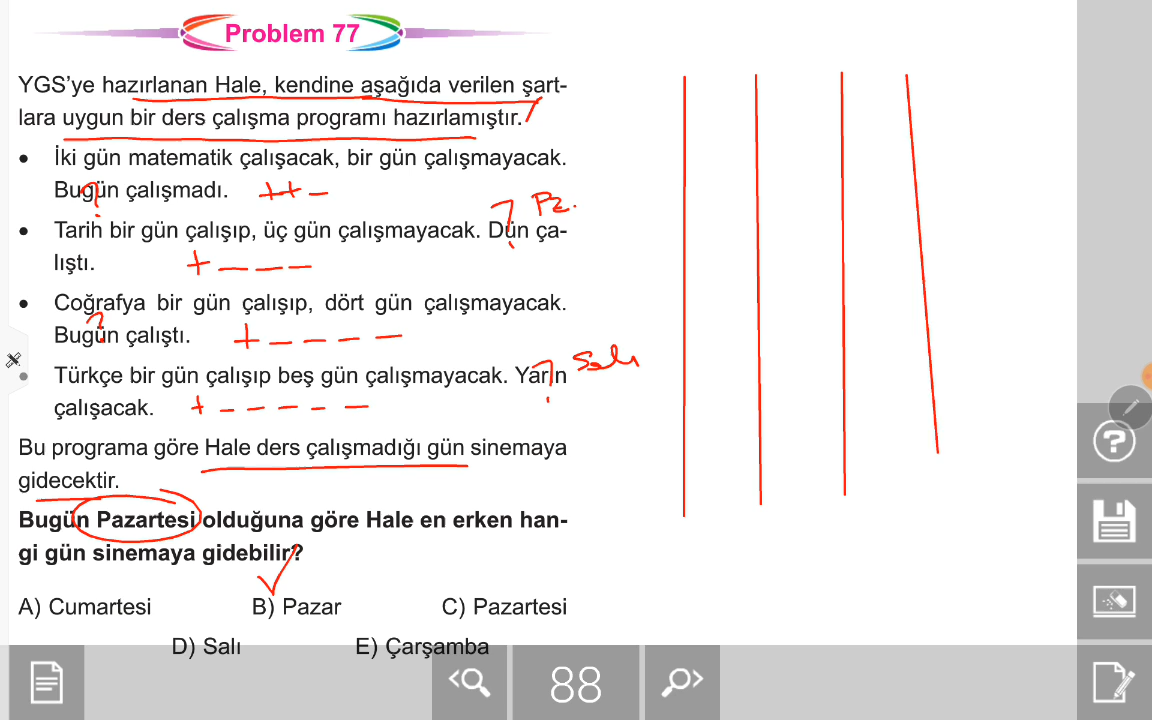 Problem 77
YGS'ye hazırlanan Hale, kendine aşağıda verilen şart-
lara uygun bir ders çalışma programı hazırlamıştır.
• İki gün matematik çalışacak, bir gün çalışmayacak.
Bugün çalışmadı. ++–
?
• Tarih bir gün çalışıp, üç gün çalışmayacak. Dün ça-
? Pz.
lıştı. + – – –
• Coğrafya bir gün çalışıp, dört gün çalışmayacak.
Bugün çalıştı. + – – – –
?
• Türkçe bir gün çalışıp beş gün çalışmayacak. Yarın
? Salı
çalışacak. + – – – – –
Bu programa göre Hale ders çalışmadığı gün sinemaya
gidecektir.
Bugün Pazartesi olduğuna göre Hale en erken han-
gi gün sinemaya gidebilir?
A) Cumartesi B) Pazar C) Pazartesi
D) Salı E) Çarşamba
88
?